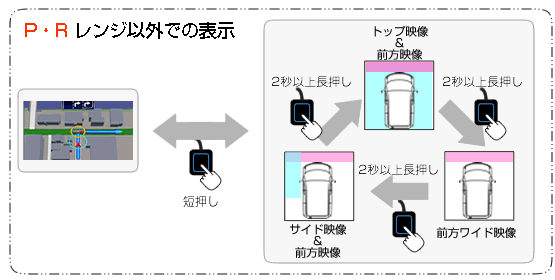 P・R レンジ以外での表示
トップ映像
&
前方映像
2秒以上長押し
2秒以上長押し
短押し
2秒以上長押し
サイド映像
&
前方映像
前方ワイド映像